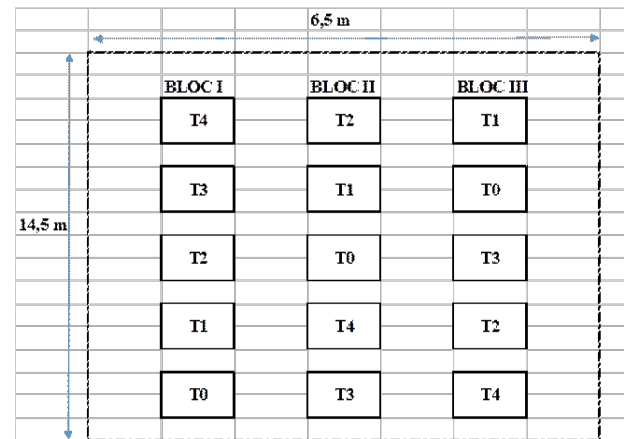 6,5 m
BLOC I BLOC II BLOC III
T4 T2 T1
T3 T1 T0
14,5 m
T2 T0 T3
T1 T4 T2
T0 T3 T4